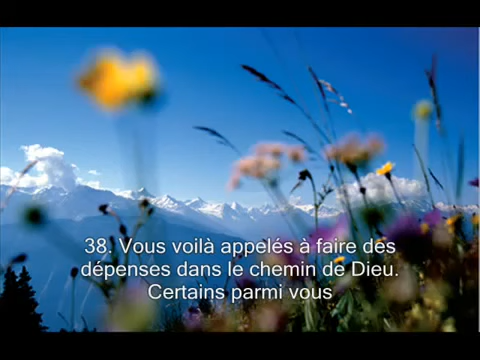 38. Vous voilà appelés à faire des
dépenses dans le chemin de Dieu.
Certains parmi vous